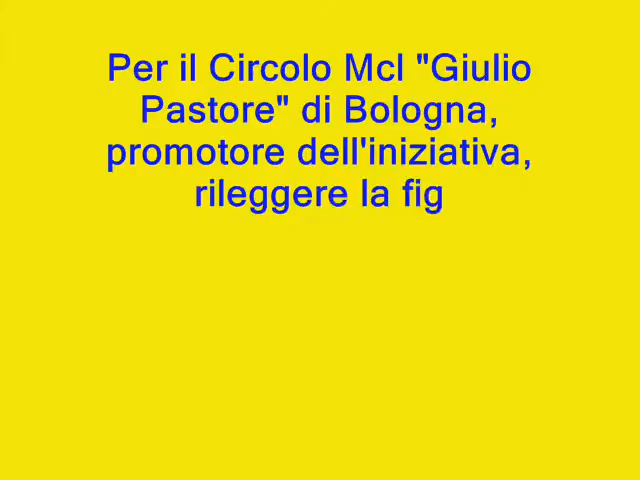 Per il Circolo Mcl "Giulio
Pastore" di Bologna,
promotore dell'iniziativa,
rileggere la fig